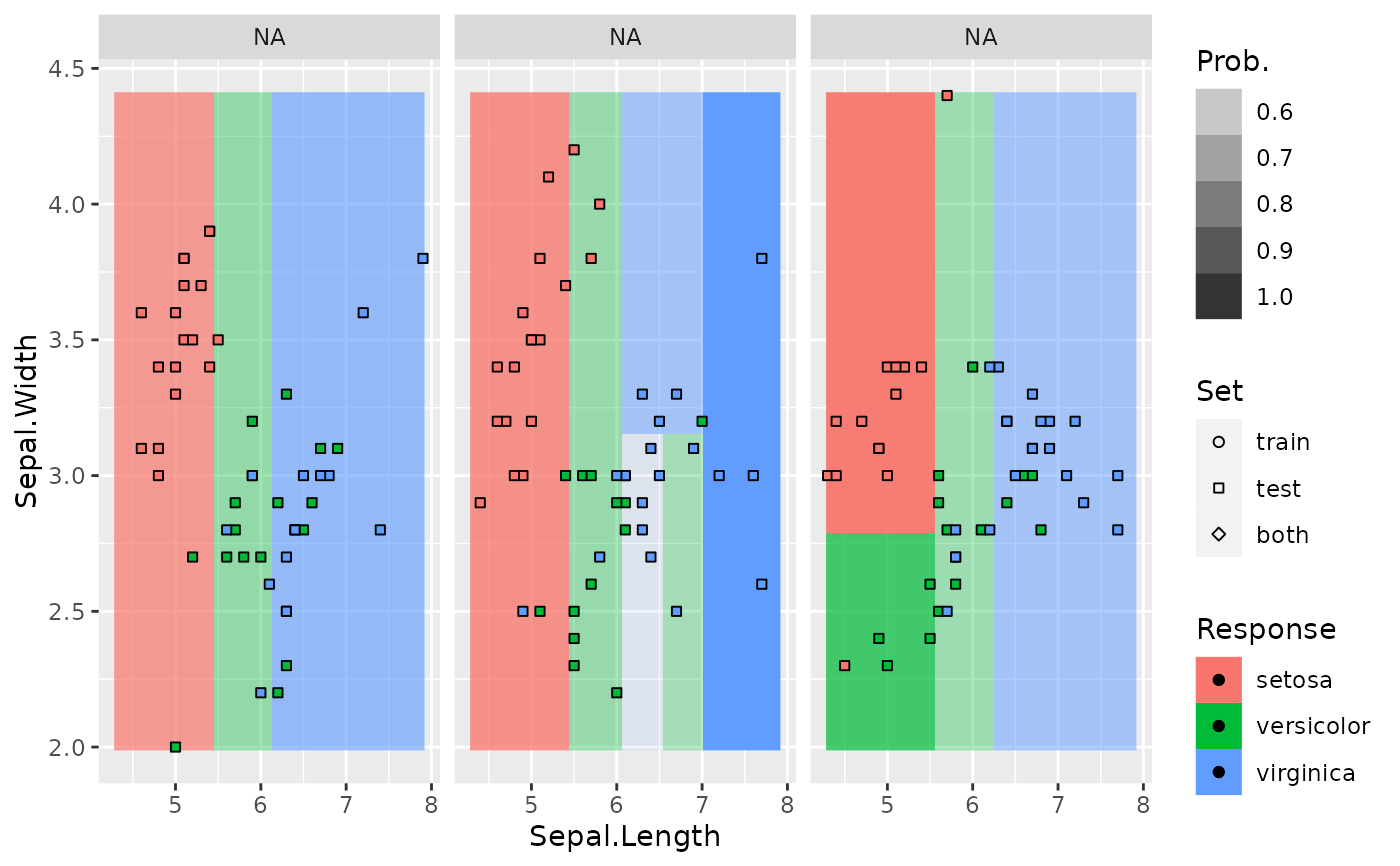 NA NA NA
Prob.
0.6
0.7
0.8
0.9
1.0
Set
train
test
both
Response
setosa
versicolor
virginica
Sepal.Width
4.5
4.0
3.5
3.0
2.5
2.0
5 6 7 8 5 6 7 8 5 6 7 8
Sepal.Length